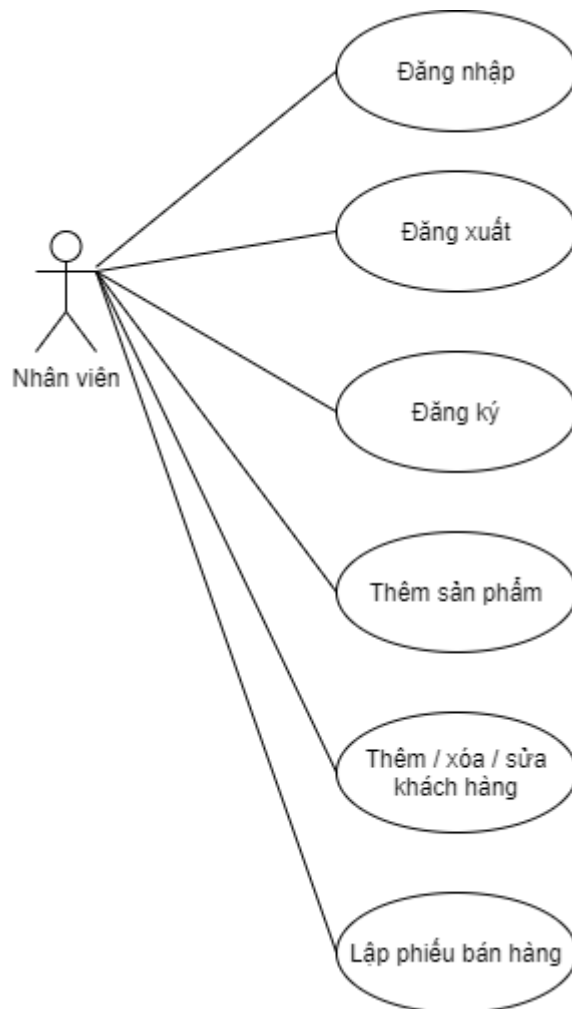 Đăng nhập
Đăng xuất
Nhân viên
Đăng ký
Thêm sản phẩm
Thêm / xóa / sửa
khách hàng
Lập phiếu bán hàng